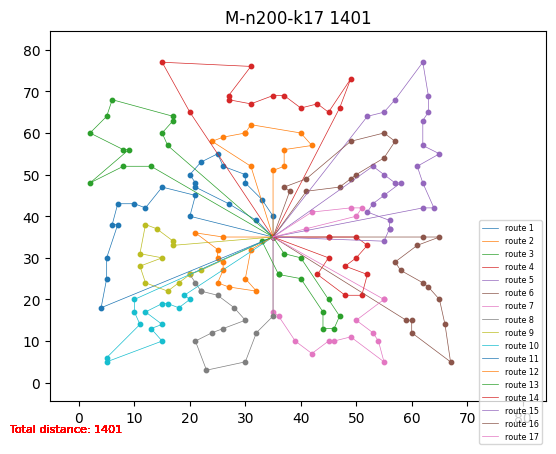 M-n200-k17 1401
80
70
60
50
40
30
20
10
0
0 10 20 30 40 50 60 70 80
route 1
route 2
route 3
route 4
route 5
route 6
route 7
route 8
route 9
route 10
route 11
route 12
route 13
route 14
route 15
route 16
route 17
Total distance: 1401